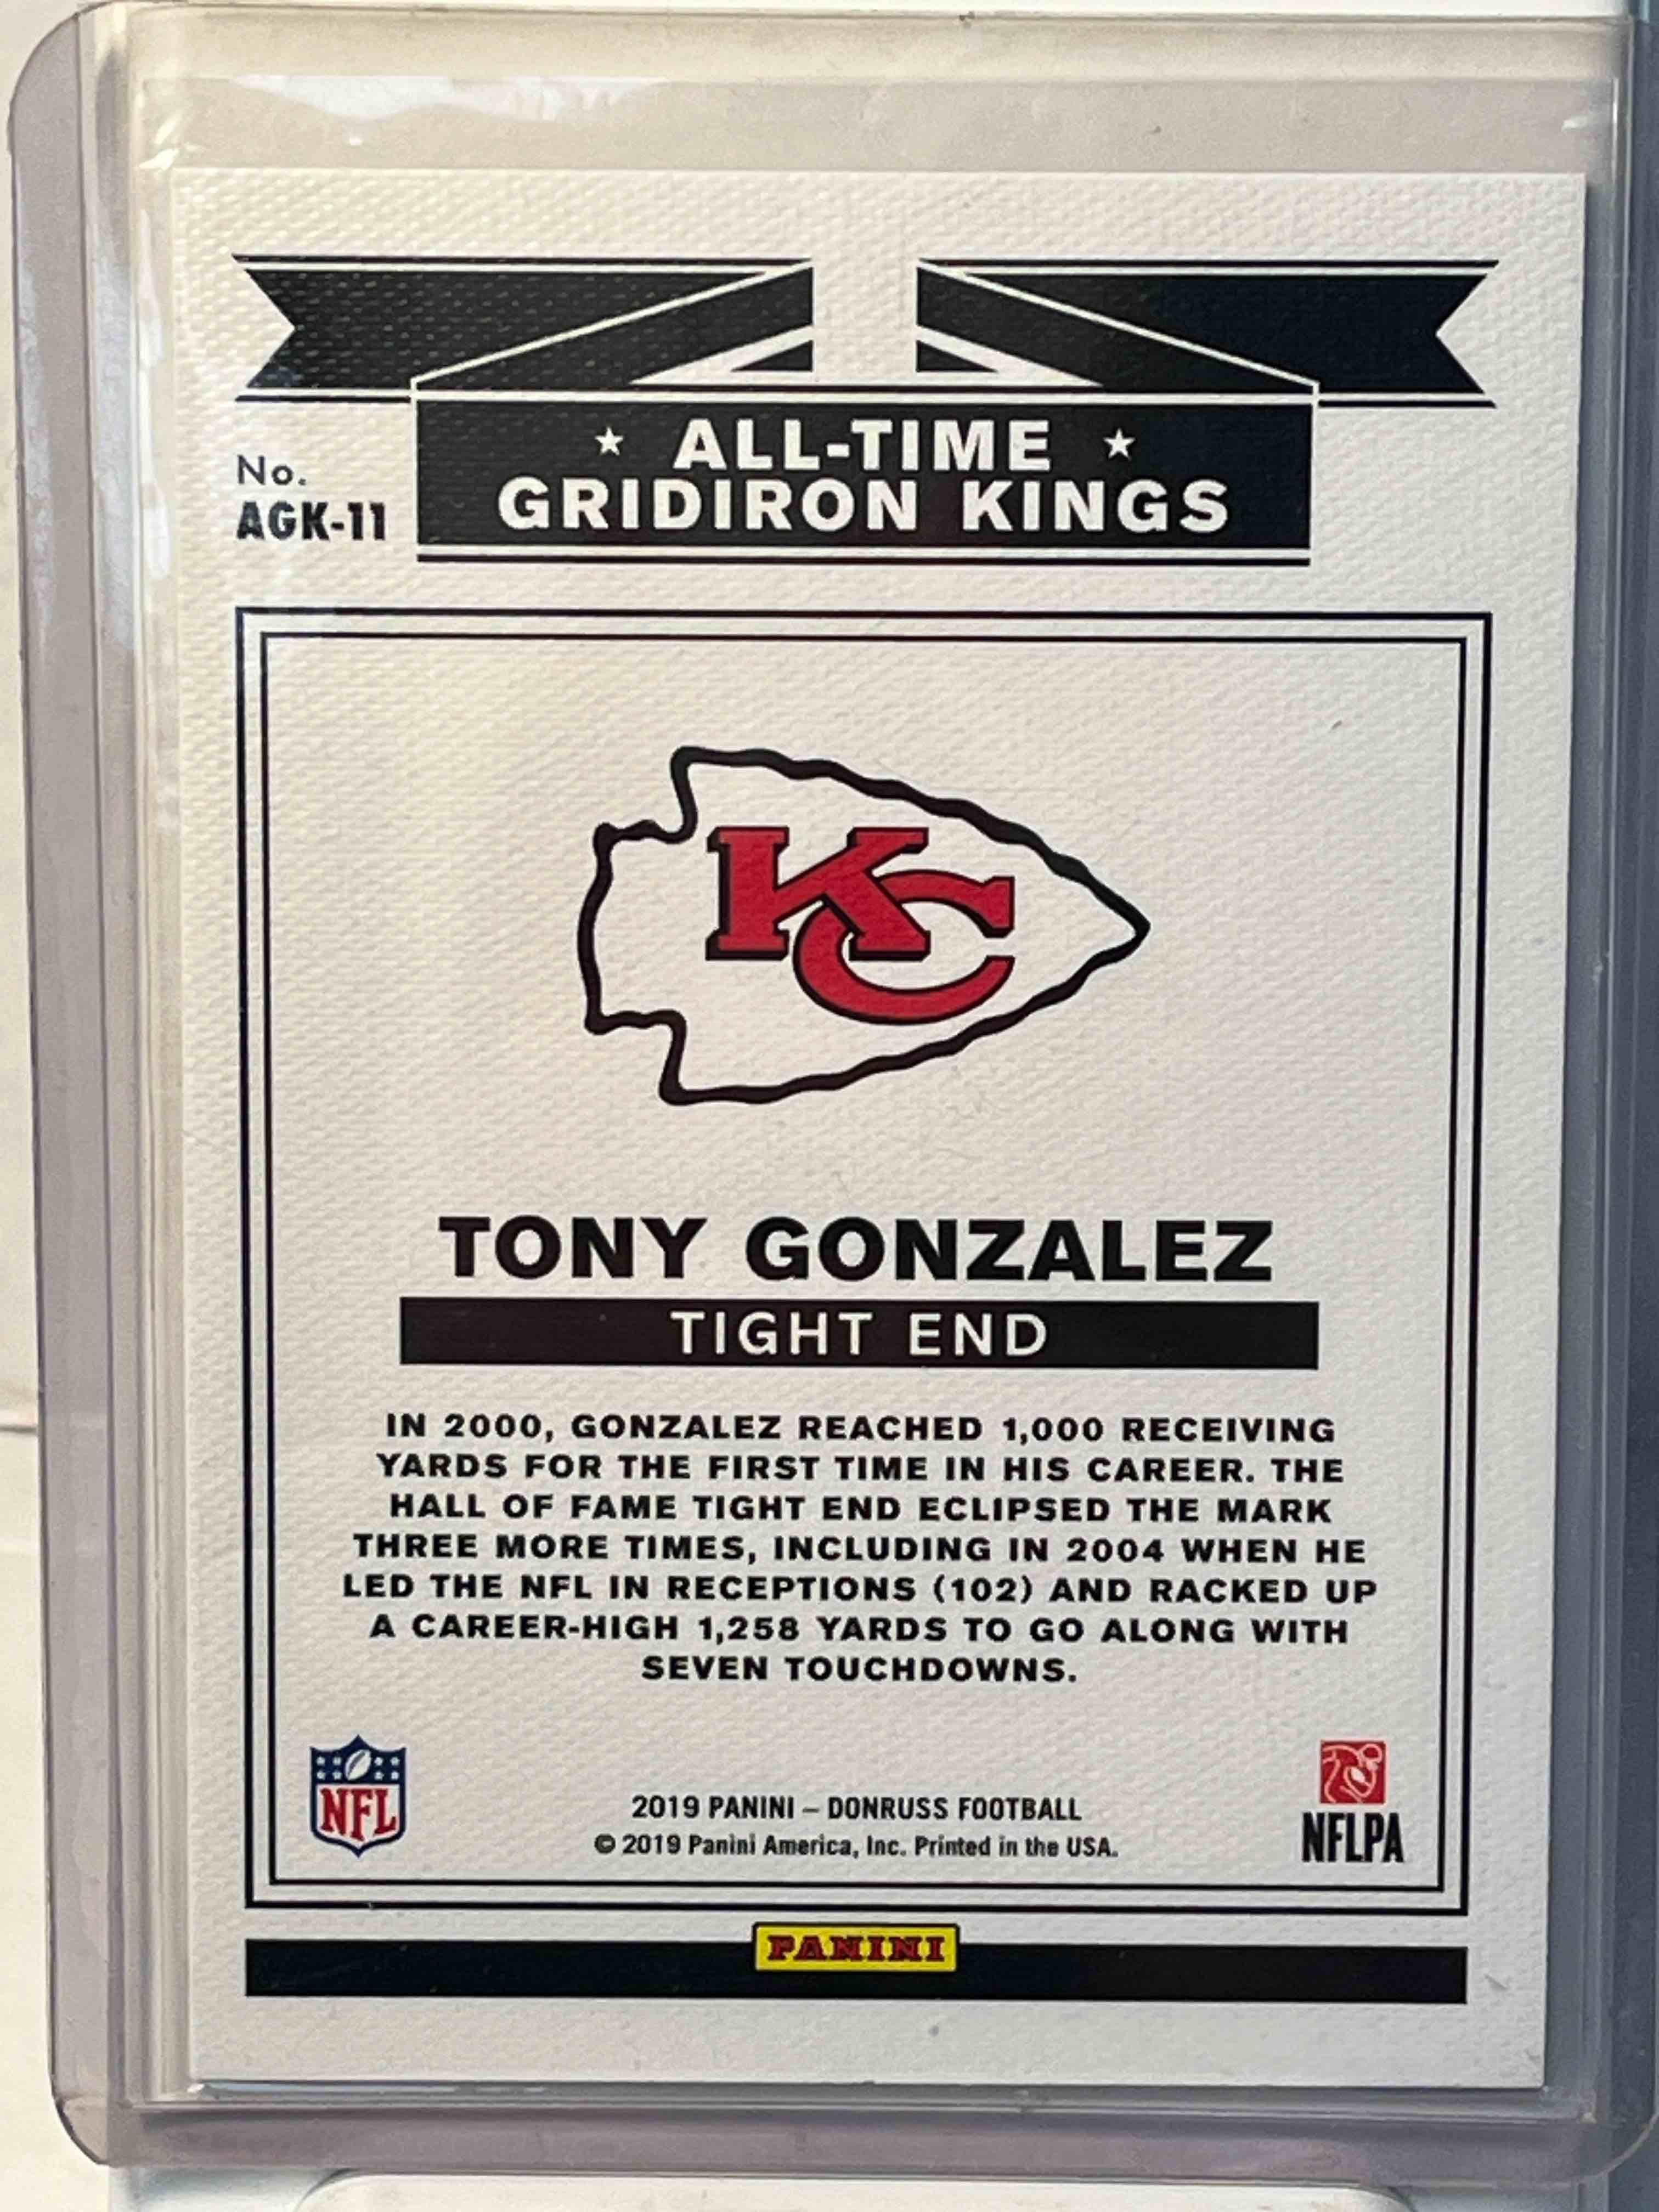 ★ ALL-TIME ★
GRIDIRON KINGS
No.
AGK-11
KC
TONY GONZALEZ
TIGHT END
IN 2000, GONZALEZ REACHED 1,000 RECEIVING
YARDS FOR THE FIRST TIME IN HIS CAREER. THE
HALL OF FAME TIGHT END ECLIPSED THE MARK
THREE MORE TIMES, INCLUDING IN 2004 WHEN HE
LED THE NFL IN RECEPTIONS (102) AND RACKED UP
A CAREER-HIGH 1,258 YARDS TO GO ALONG WITH
SEVEN TOUCHDOWNS.
NFL
2019 PANINI – DONRUSS FOOTBALL
© 2019 Panini America, Inc. Printed in the USA.
NFLPA
PANINI